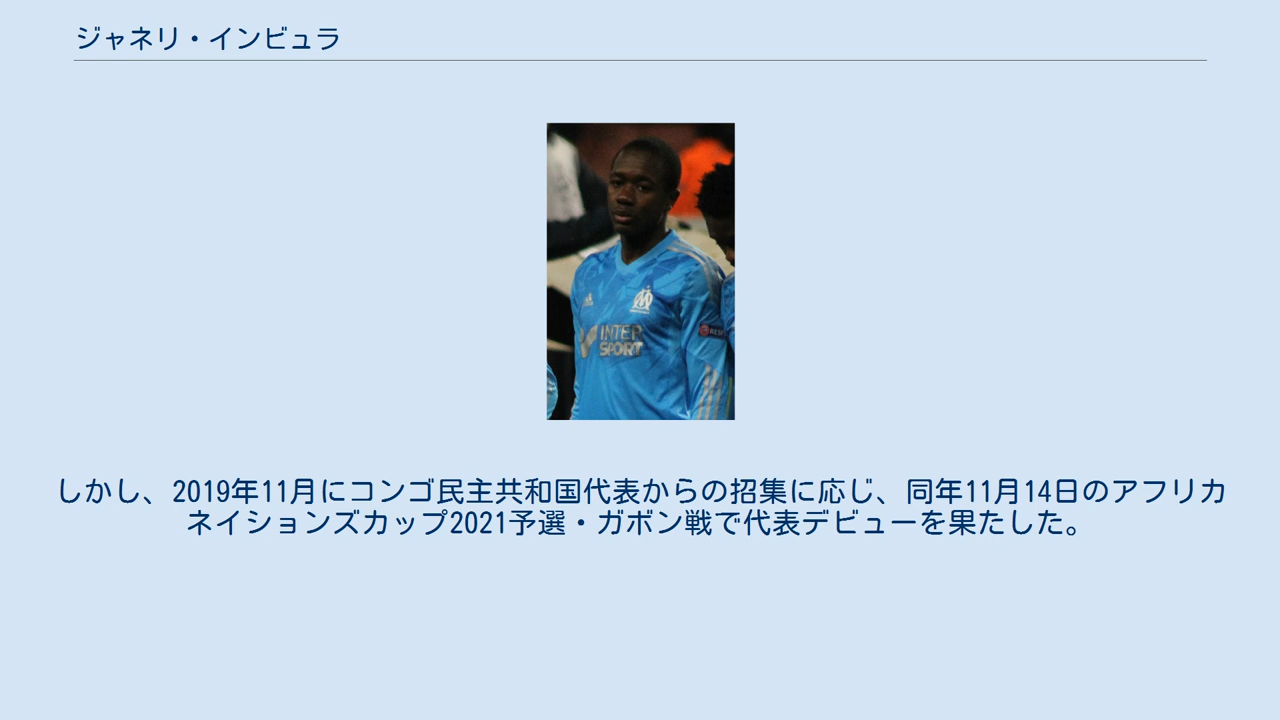 ジャネリ・インビュラ
INTER
SPORT
しかし、2019年11月にコンゴ民主共和国代表からの招集に応じ、同年11月14日のアフリカ
ネイションズカップ2021予選・ガボン戦で代表デビューを果たした。